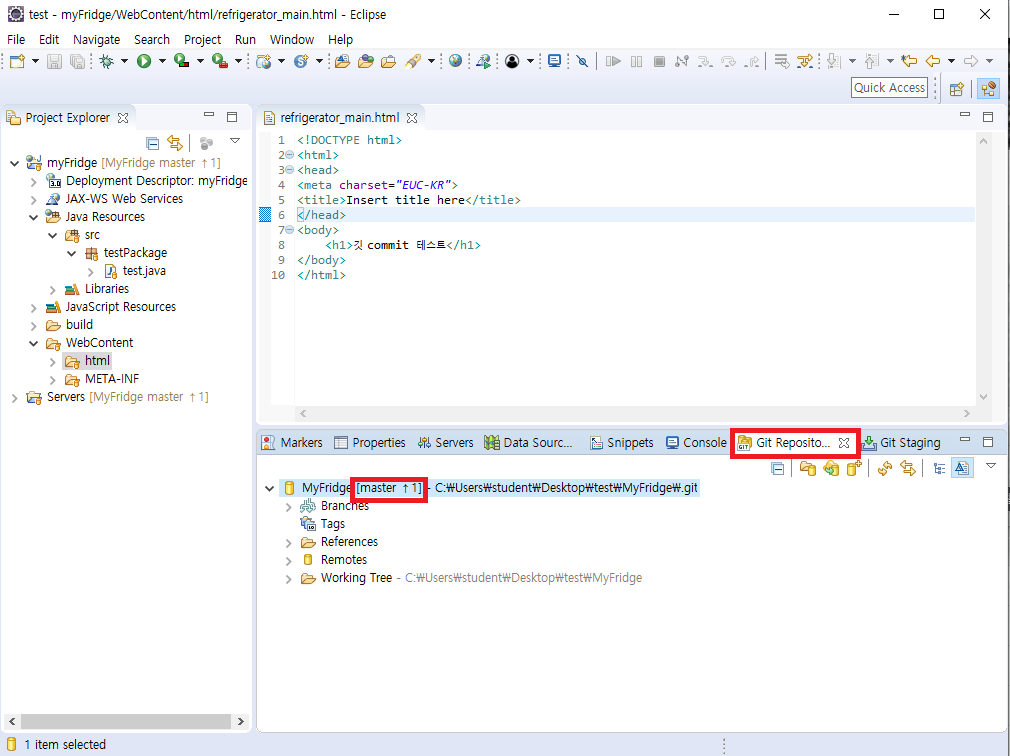 test - myFridge/WebContent/html/refrigerator_main.html - Eclipse
File Edit Navigate Search Project Run Window Help
Quick Access
Project Explorer
myFridge [MyFridge master ↑1]
Deployment Descriptor: myFridge
JAX-WS Web Services
Java Resources
src
testPackage
test.java
Libraries
JavaScript Resources
build
WebContent
html
META-INF
Servers [MyFridge master ↑1]
refrigerator_main.html
1 <!DOCTYPE html>
2 <html>
3 <head>
4 <meta charset="EUC-KR">
5 <title>Insert title here</title>
6 </head>
7 <body>
8 <h1>깃 commit 테스트</h1>
9 </body>
10 </html>
Markers Properties Servers Data Sourc... Snippets Console Git Reposito... Git Staging
MyFridge [master ↑1] - C:₩Users₩student₩Desktop₩test₩MyFridge₩.git
Branches
Tags
References
Remotes
Working Tree - C:₩Users₩student₩Desktop₩test₩MyFridge
1 item selected